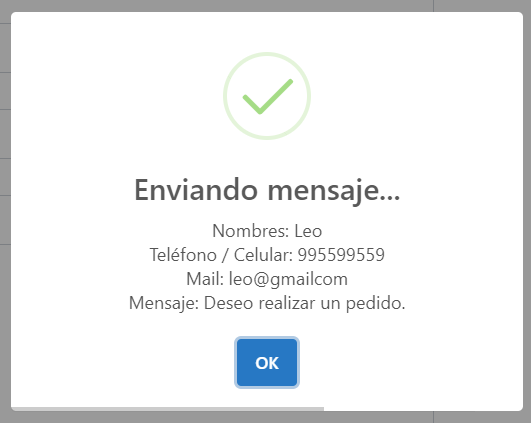 Enviando mensaje...
Nombres: Leo
Teléfono / Celular: 995599559
Mail: leo@gmailcom
Mensaje: Deseo realizar un pedido.
OK